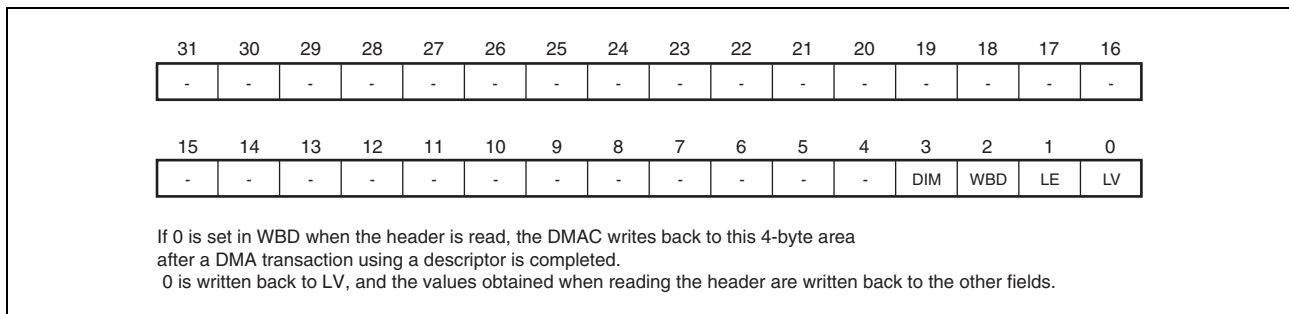 31 30 29 28 27 26 25 24 23 22 21 20 19 18 17 16
- - - - - - - - - - - - - - - -
15 14 13 12 11 10 9 8 7 6 5 4 3 2 1 0
- - - - - - - - - - - - DIM WBD LE LV
If 0 is set in WBD when the header is read, the DMAC writes back to this 4-byte area
after a DMA transaction using a descriptor is completed.
0 is written back to LV, and the values obtained when reading the header are written back to the other fields.